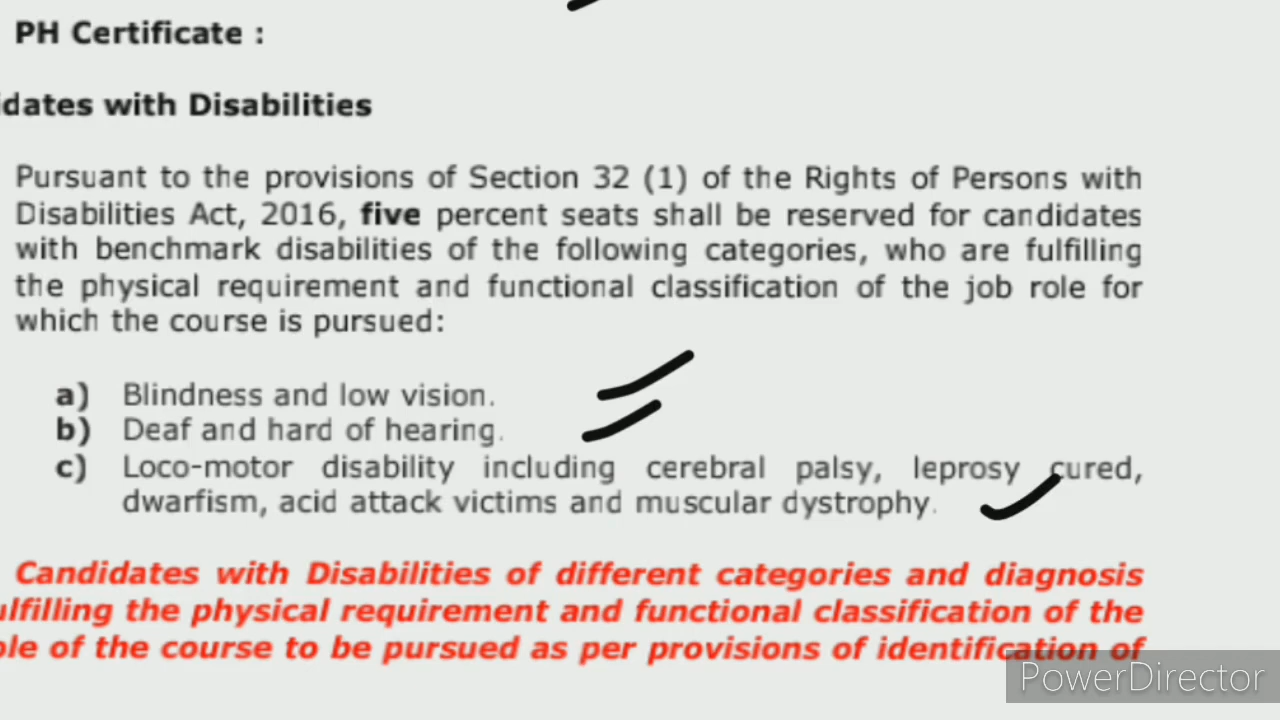 PH Certificate :
idates with Disabilities
Pursuant to the provisions of Section 32 (1) of the Rights of Persons with
Disabilities Act, 2016, five percent seats shall be reserved for candidates
with benchmark disabilities of the following categories, who are fulfilling
the physical requirement and functional classification of the job role for
which the course is pursued:
a) Blindness and low vision.
b) Deaf and hard of hearing.
c) Loco-motor disability including cerebral palsy, leprosy cured,
dwarfism, acid attack victims and muscular dystrophy.
Candidates with Disabilities of different categories and diagnosis
ulfilling the physical requirement and functional classification of the
ole of the course to be pursued as per provisions of identification of
PowerDirector